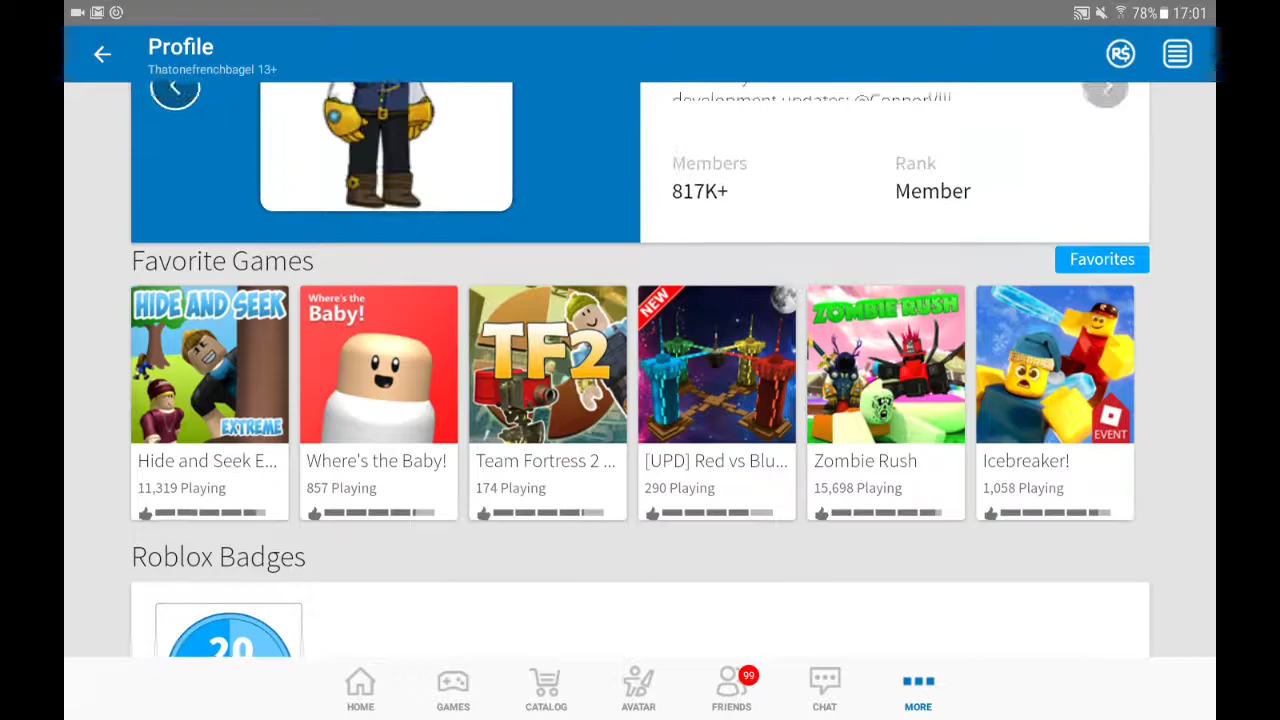 78% 17:01
Profile
Thatonefrenchbagel 13+
R$
development updates: @ConnorVIII
Members
817K+
Rank
Member
Favorite Games
Favorites
HIDE AND SEEK
EXTREME
Where's the
Baby!
TF2
NEW
ZOMBIE RUSH
EVENT
Hide and Seek E...
Where's the Baby!
Team Fortress 2 ...
[UPD] Red vs Blu...
Zombie Rush
Icebreaker!
11,319 Playing
857 Playing
174 Playing
290 Playing
15,698 Playing
1,058 Playing
Roblox Badges
20
99
HOME
GAMES
CATALOG
AVATAR
FRIENDS
CHAT
MORE